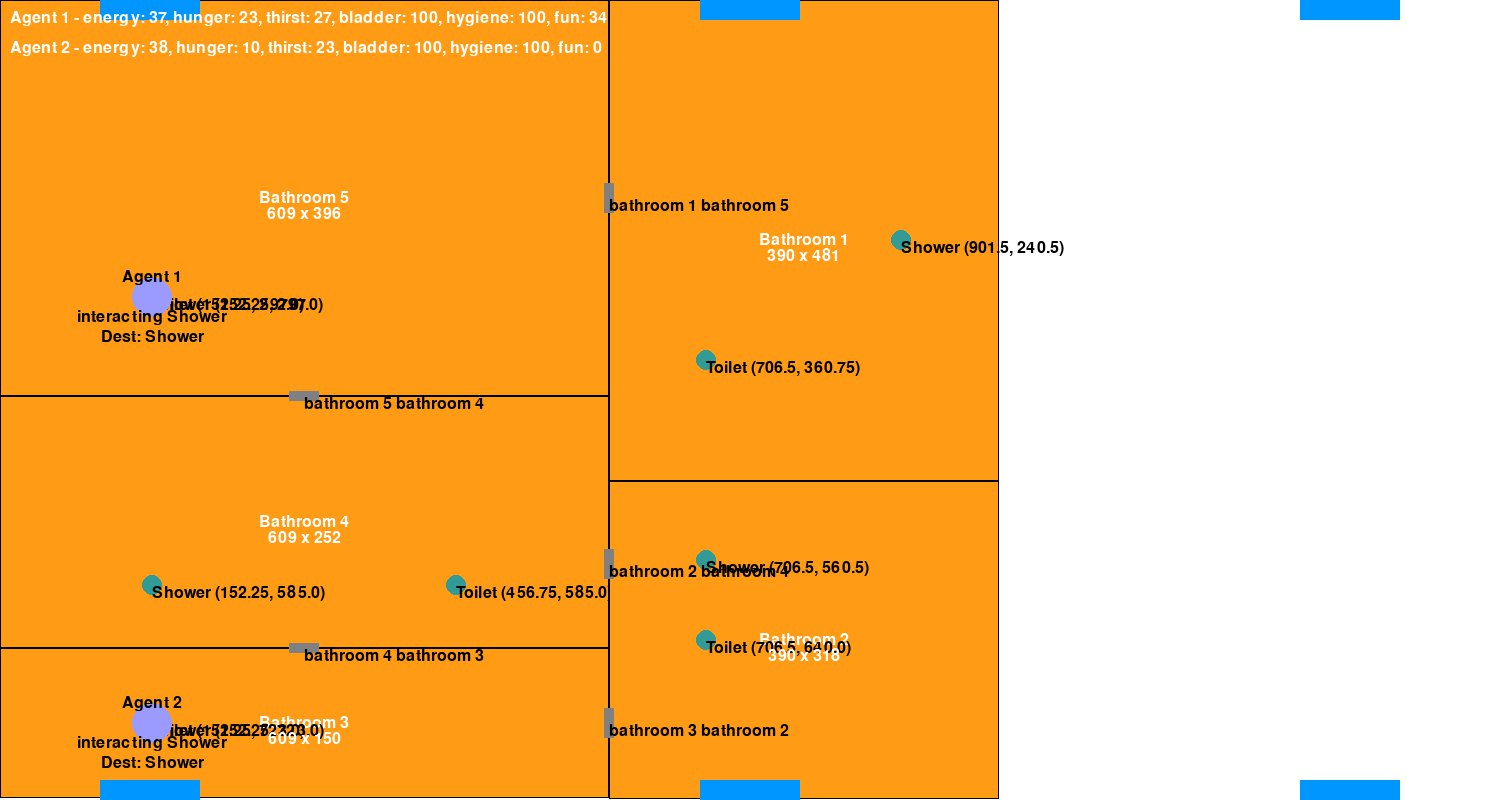 Agent 1 - energy: 37, hunger: 23, thirst: 27, bladder: 100, hygiene: 100, fun: 34
Agent 2 - energy: 38, hunger: 10, thirst: 23, bladder: 100, hygiene: 100, fun: 0
Bathroom 5
609 x 396
bathroom 1 bathroom 5
Bathroom 1
390 x 481
Shower (901.5, 240.5)
Agent 1
interacting Shower
Dest: Shower
Toilet (706.5, 360.75)
bathroom 5 bathroom 4
Bathroom 4
609 x 252
Shower (706.5, 560.5)
bathroom 2 bathroom 4
Shower (152.25, 585.0)
Toilet (456.75, 585.0
Bathroom 2
390 x 318
Toilet (706.5, 640.0)
bathroom 4 bathroom 3
Agent 2
Bathroom 3
609 x 150
bathroom 3 bathroom 2
interacting Shower
Dest: Shower